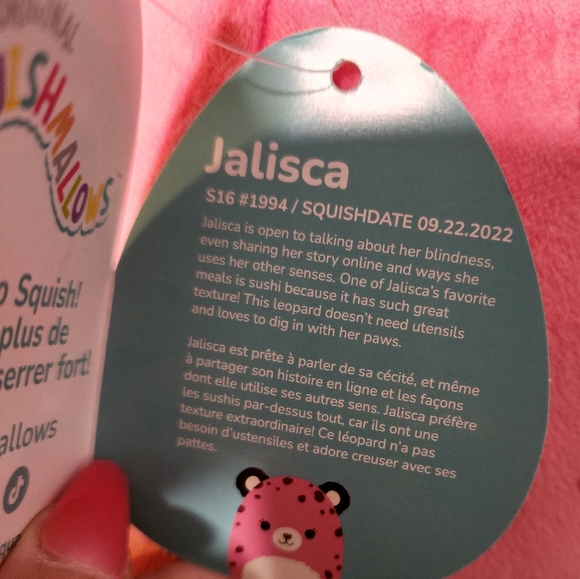 ORIGINAL
SQUISHMALLOWS
o Squish!
plus de
serrer fort!
allows
Jalisca
S16 #1994 / SQUISHDATE 09.22.2022
Jalisca is open to talking about her blindness,
even sharing her story online and ways she
uses her other senses. One of Jalisca's favorite
meals is sushi because it has such great
texture! This leopard doesn't need utensils
and loves to dig in with her paws.
Jalisca est prête à parler de sa cécité, et même
à partager son histoire en ligne et les façons
dont elle utilise ses autres sens. Jalisca préfère
les sushis par-dessus tout, car ils ont une
texture extraordinaire! Ce léopard n'a pas
besoin d'ustensiles et adore creuser avec ses
pattes.